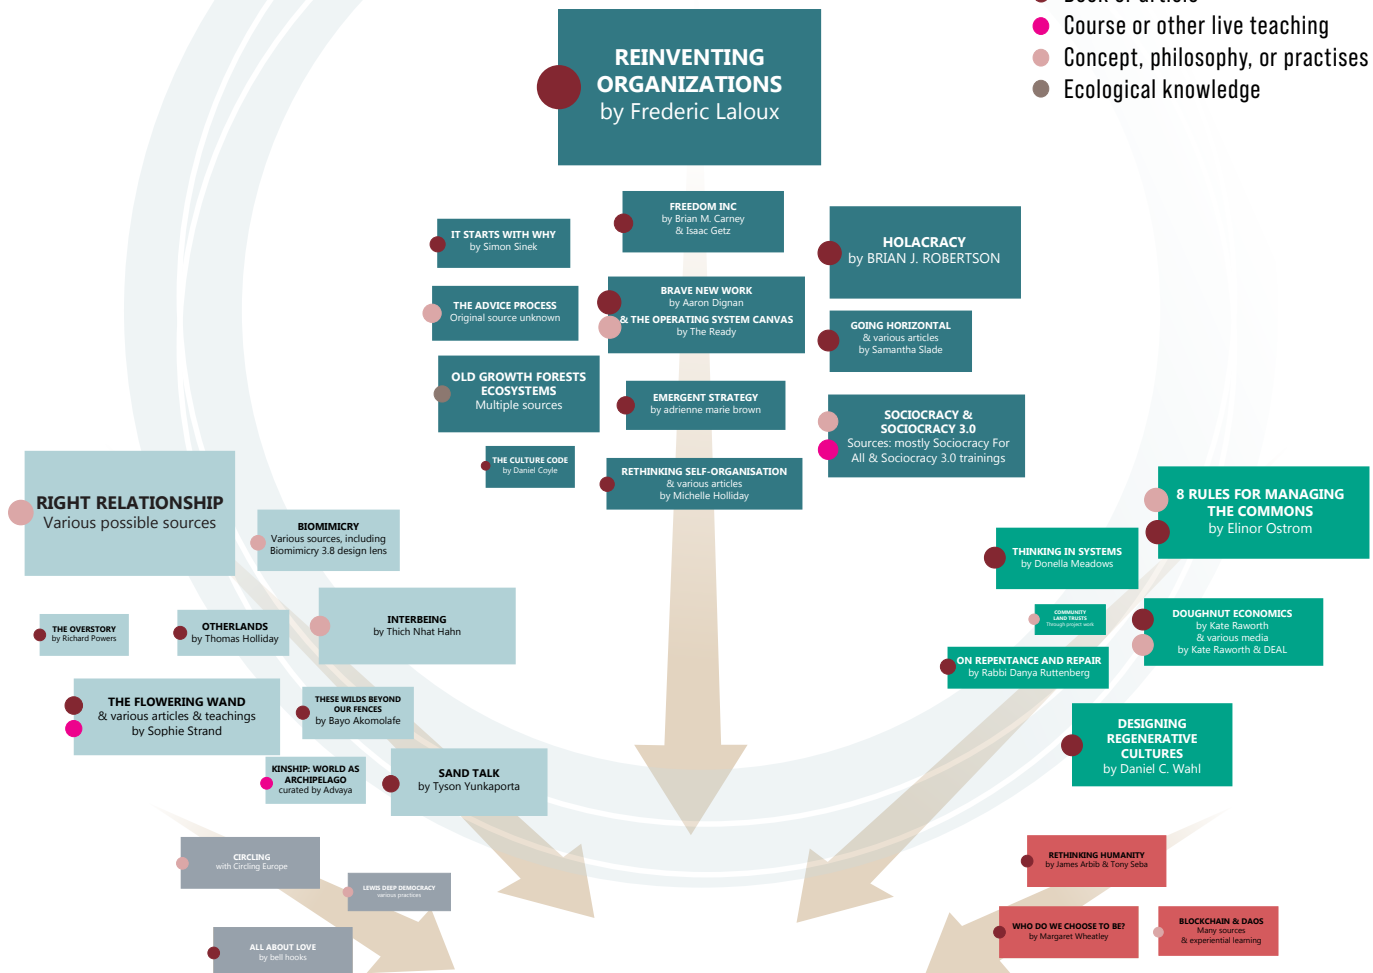 Book or article
Course or other live teaching
Concept, philosophy, or practises
Ecological knowledge
REINVENTING
ORGANIZATIONS
by Frederic Laloux
FREEDOM INC
by Brian M. Carney
& Isaac Getz
IT STARTS WITH WHY
by Simon Sinek
HOLACRACY
by BRIAN J. ROBERTSON
THE ADVICE PROCESS
Original source unknown
BRAVE NEW WORK
by Aaron Dignan
& THE OPERATING SYSTEM CANVAS
by The Ready
GOING HORIZONTAL
& various articles
by Samantha Slade
OLD GROWTH FORESTS
ECOSYSTEMS
Multiple sources
EMERGENT STRATEGY
by adrienne marie brown
SOCIOCRACY &
SOCIOCRACY 3.0
Sources: mostly Sociocracy For
All & Sociocracy 3.0 trainings
THE CULTURE CODE
by Daniel Coyle
RETHINKING SELF-ORGANISATION
& various articles
by Michelle Holliday
RIGHT RELATIONSHIP
Various possible sources
BIOMIMICRY
Various sources, including
Biomimicry 3.8 design lens
THE OVERSTORY
by Richard Powers
OTHERLANDS
by Thomas Holliday
INTERBEING
by Thich Nhat Hahn
THE FLOWERING WAND
& various articles & teachings
by Sophie Strand
THESE WILDS BEYOND
OUR FENCES
by Bayo Akomolafe
KINSHIP: WORLD AS
ARCHIPELAGO
curated by Advaya
SAND TALK
by Tyson Yunkaporta
8 RULES FOR MANAGING
THE COMMONS
by Elinor Ostrom
THINKING IN SYSTEMS
by Donella Meadows
COMMUNITY
LAND TRUSTS
Through project work
DOUGHNUT ECONOMICS
by Kate Raworth
& various media
by Kate Raworth & DEAL
ON REPENTANCE AND REPAIR
by Rabbi Danya Ruttenberg
DESIGNING
REGENERATIVE
CULTURES
by Daniel C. Wahl
CIRCLING
with Circling Europe
LEWIS DEEP DEMOCRACY
various practices
ALL ABOUT LOVE
by bell hooks
RETHINKING HUMANITY
by James Arbib & Tony Seba
WHO DO WE CHOOSE TO BE?
by Margaret Wheatley
BLOCKCHAIN & DAOS
Many sources
& experiential learning